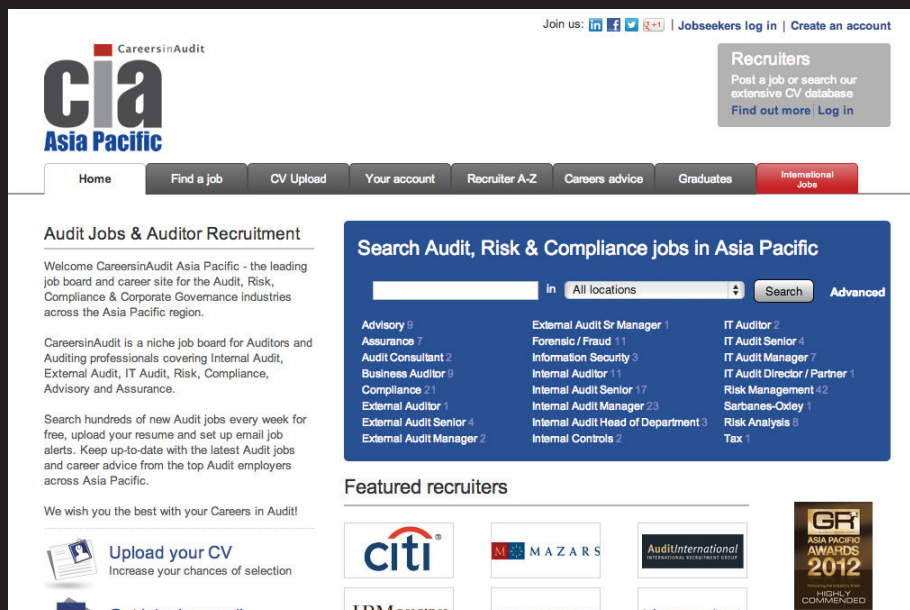 Join us: | Jobseekers log in | Create an account
CareersinAudit
cia
Asia Pacific
Recruiters
Post a job or search our
extensive CV database
Find out more | Log in
Home
Find a job
CV Upload
Your account
Recruiter A-Z
Careers advice
Graduates
International
Jobs
Audit Jobs & Auditor Recruitment
Welcome CareersinAudit Asia Pacific - the leading
job board and career site for the Audit, Risk,
Compliance & Corporate Governance industries
across the Asia Pacific region.
CareersinAudit is a niche job board for Auditors and
Auditing professionals covering Internal Audit,
External Audit, IT Audit, Risk, Compliance,
Advisory and Assurance.
Search hundreds of new Audit jobs every week for
free, upload your resume and set up email job
alerts. Keep up-to-date with the latest Audit jobs
and career advice from the top Audit employers
across Asia Pacific.
We wish you the best with your Careers in Audit!
Upload your CV
Increase your chances of selection
Search Audit, Risk & Compliance jobs in Asia Pacific
in All locations Search Advanced
Advisory 9
Assurance 7
Audit Consultant 2
Business Auditor 9
Compliance 21
External Auditor 1
External Audit Senior 4
External Audit Manager 2
External Audit Sr Manager 1
Forensic / Fraud 11
Information Security 3
Internal Auditor 11
Internal Audit Senior 17
Internal Audit Manager 23
Internal Audit Head of Department 3
Internal Controls 2
IT Auditor 2
IT Audit Senior 4
IT Audit Manager 7
IT Audit Director / Partner 1
Risk Management 42
Sarbanes-Oxley 1
Risk Analysis 8
Tax 1
Featured recruiters
citi
MAZARS
AuditInternational
INTERNATIONAL RECRUITMENT GROUP
GR
ASIA PACIFIC
AWARDS
2012
HIGHLY
COMMENDED